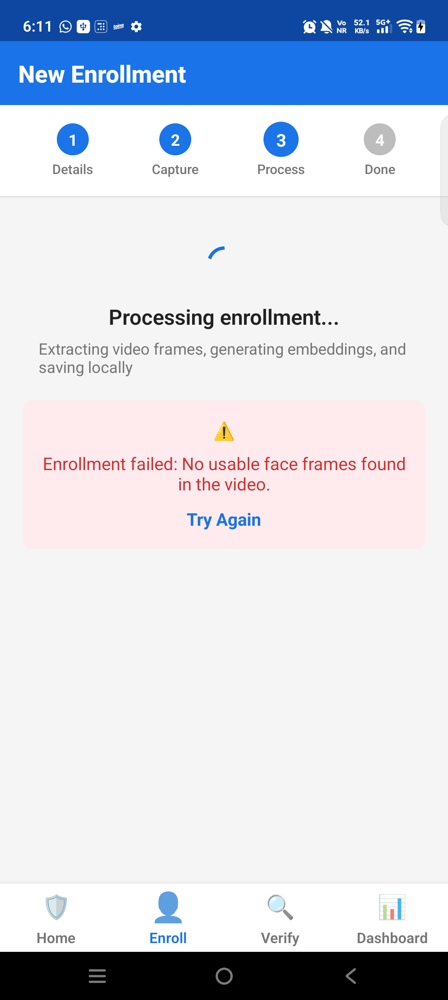 6:11 toing Vo NR 52.1 KB/s 5G+
New Enrollment
1 2 3 4
Details Capture Process Done
Processing enrollment...
Extracting video frames, generating embeddings, and
saving locally
Enrollment failed: No usable face frames found
in the video.
Try Again
Home Enroll Verify Dashboard